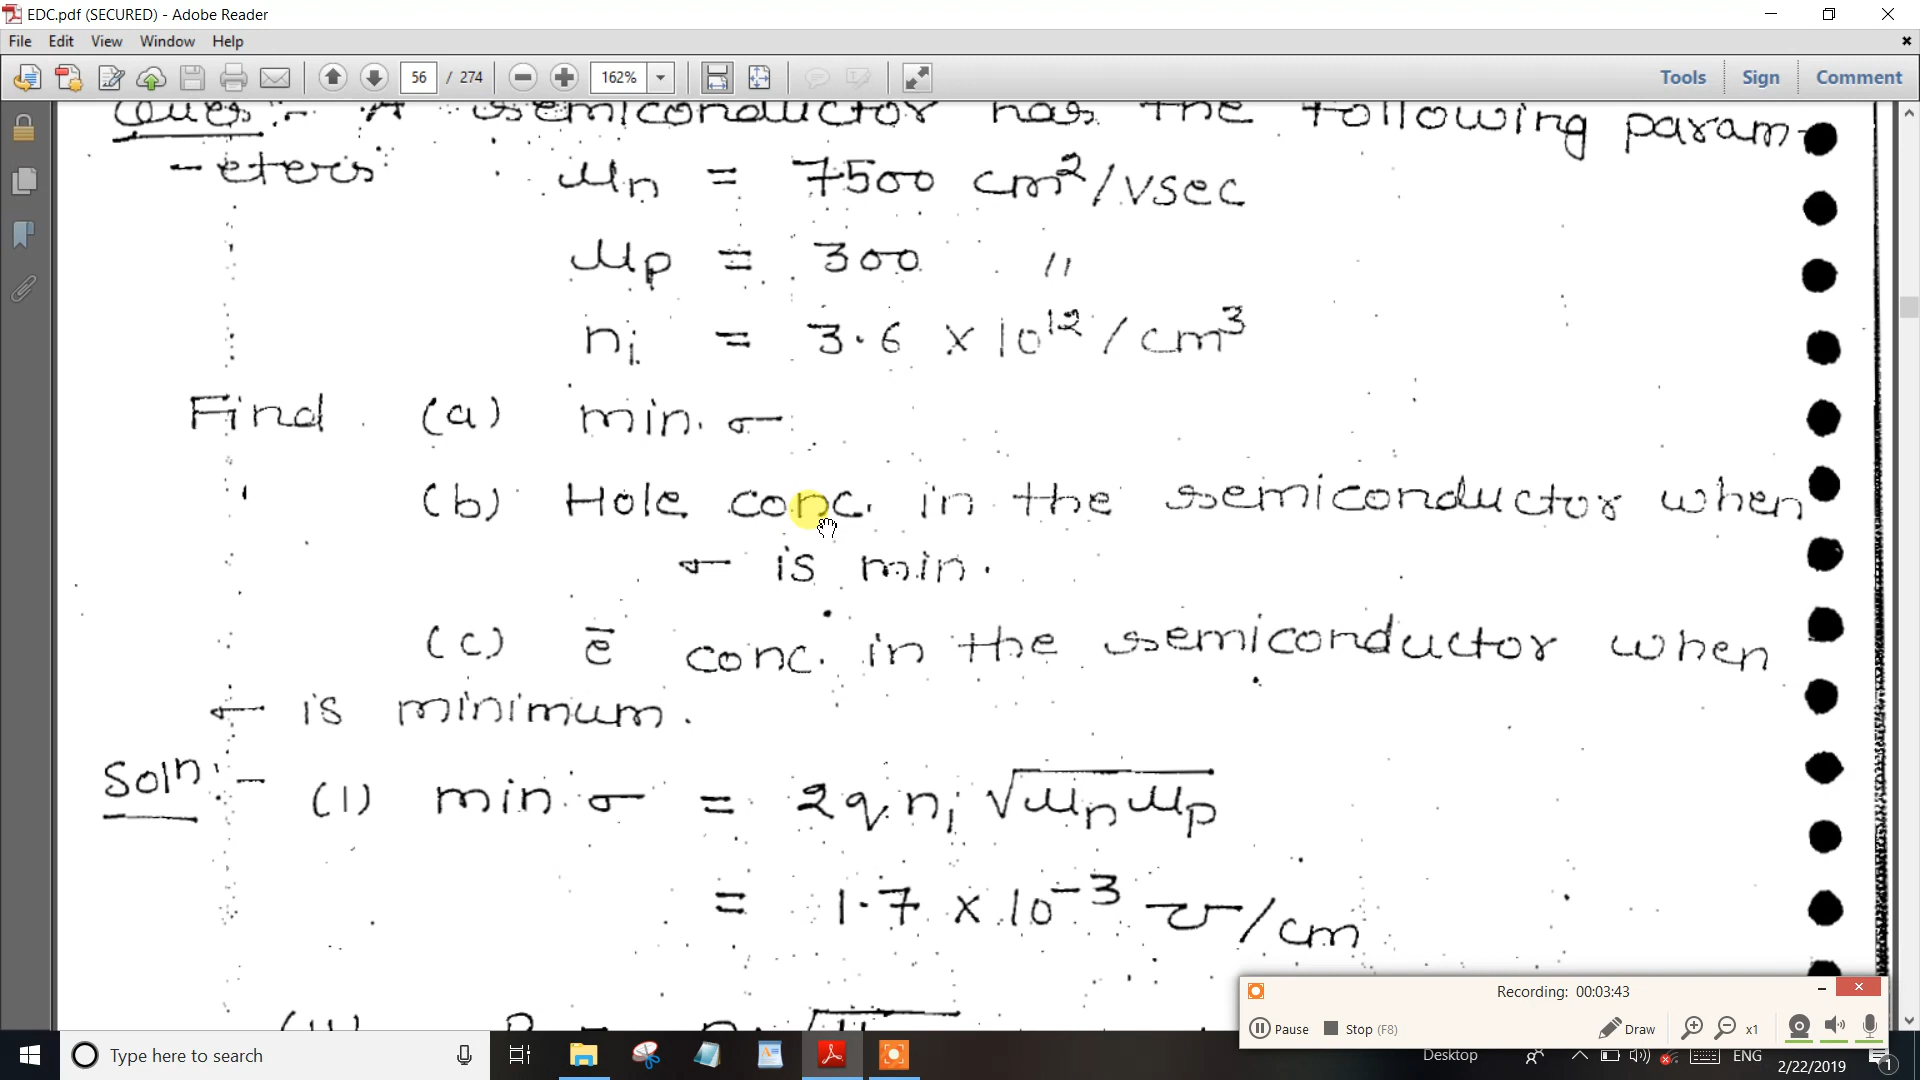 EDC.pdf (SECURED) - Adobe Reader
File Edit View Window Help
56 / 274 162% Tools Sign Comment
Ques :- A semiconductor has the following param-
-eters μn = 7500 cm²/vsec
μp = 300 "
ni = 3.6 × 10¹² / cm³
Find (a) min. σ
(b) Hole conc. in the semiconductor when
σ is min.
(c) ē conc. in the semiconductor when
σ is minimum.
Soln :- (1) min. σ = 2q ni √μnμp
= 1.7 × 10⁻³ ℧/cm
Recording: 00:03:43
Pause Stop (F8) Draw x1
Type here to search
Desktop ENG
2/22/2019 1